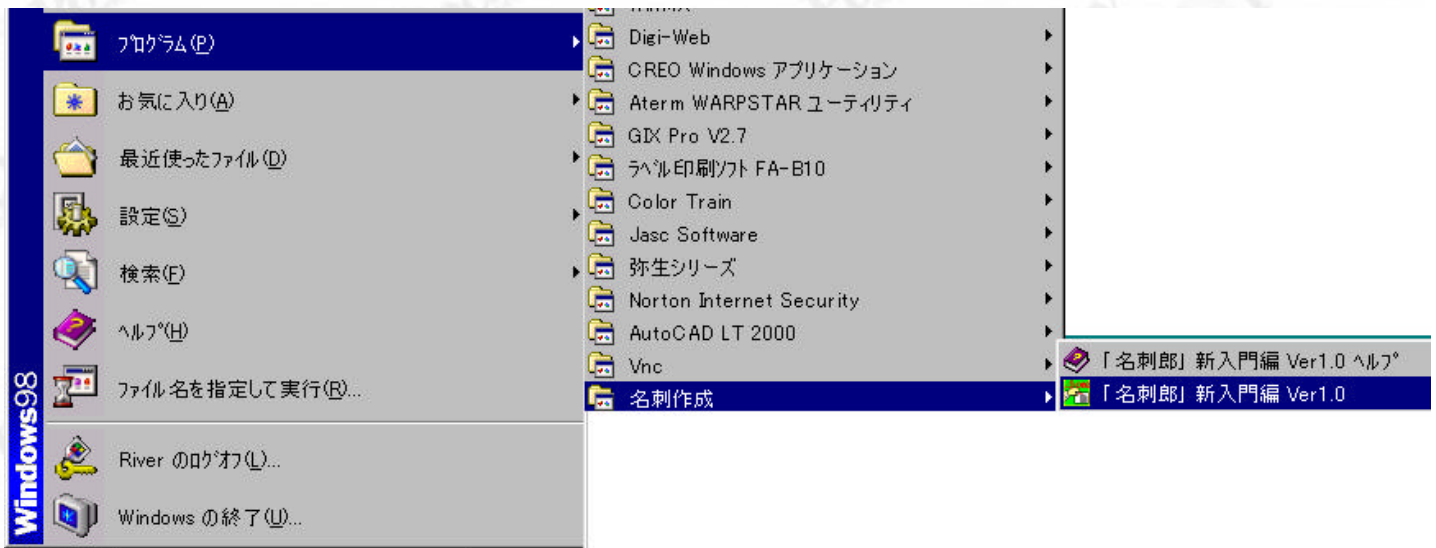 プログラム(P)
お気に入り(A)
最近使ったファイル(D)
設定(S)
検索(F)
ヘルプ(H)
ファイル名を指定して実行(R)...
River のログオフ(L)...
Windows の終了(U)...
Windows98
Digi-Web
CREO Windows アプリケーション
Aterm WARPSTAR ユーティリティ
GIX Pro V2.7
ラベル印刷ソフト FA-B10
Color Train
Jasc Software
弥生シリーズ
Norton Internet Security
AutoCAD LT 2000
Vnc
名刺作成
「名刺郎」新入門編 Ver1.0 ヘルプ
「名刺郎」新入門編 Ver1.0